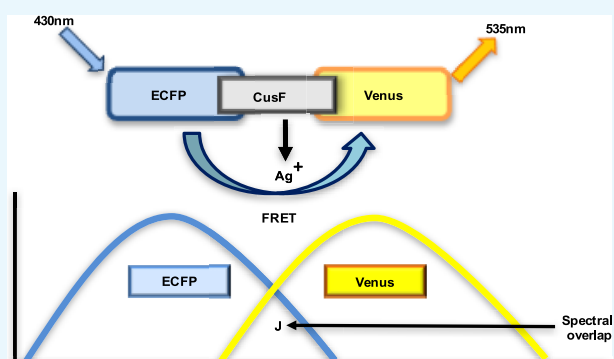 430nm
535nm
ECFP
CusF
Venus
Ag+
FRET
ECFP
Venus
J
Spectral
overlap